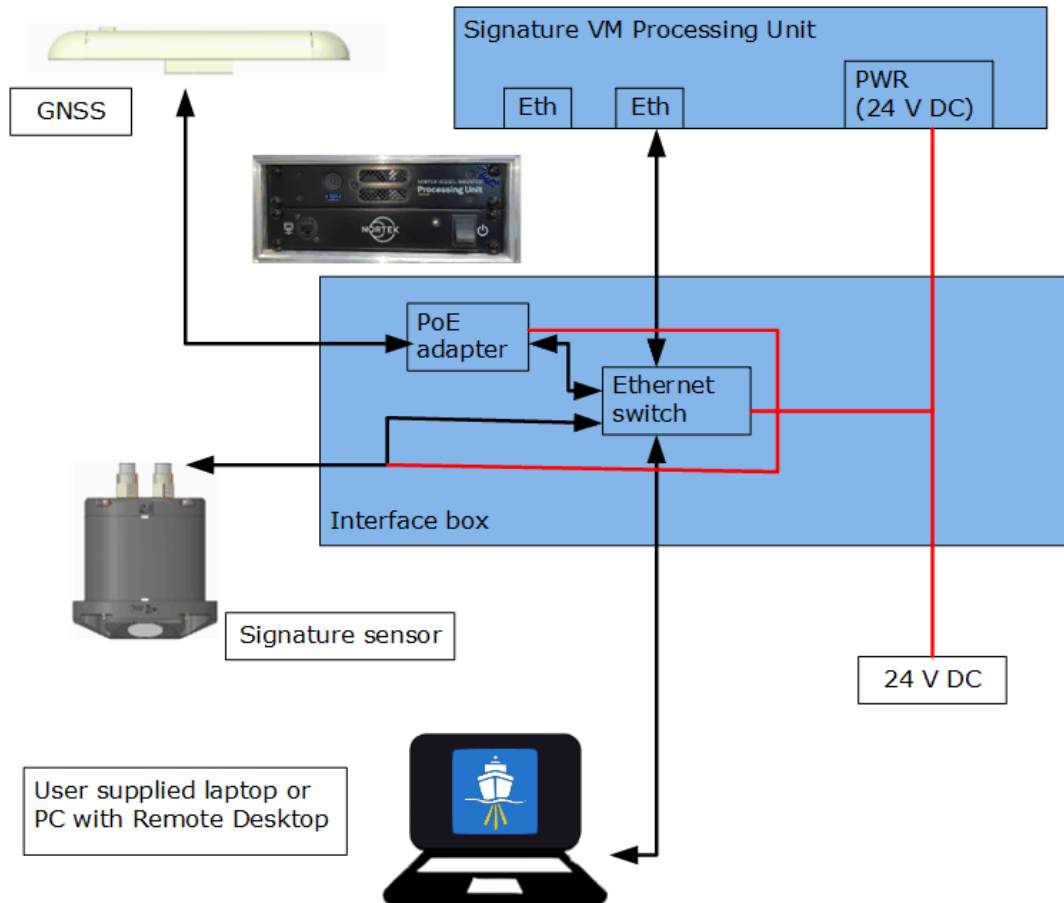 Signature VM Processing Unit
PWR
(24 V DC)
Eth
Eth
GNSS
Processing Unit
NORTEK
PoE
adapter
Ethernet
switch
Interface box
Signature sensor
24 V DC
User supplied laptop or
PC with Remote Desktop